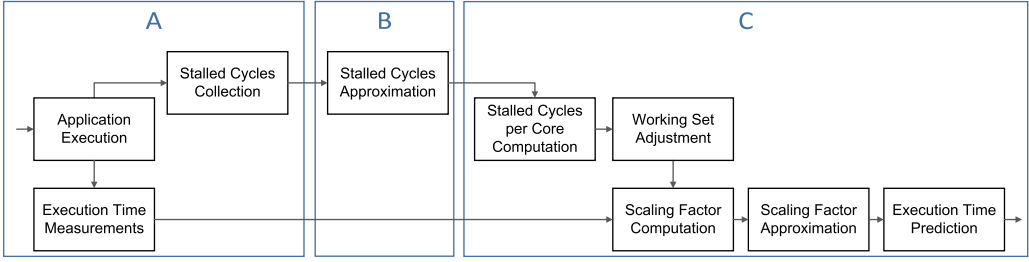 A
B
C
Stalled Cycles
Collection
Stalled Cycles
Approximation
Application
Execution
Stalled Cycles
per Core
Computation
Working Set
Adjustment
Execution Time
Measurements
Scaling Factor
Computation
Scaling Factor
Approximation
Execution Time
Prediction